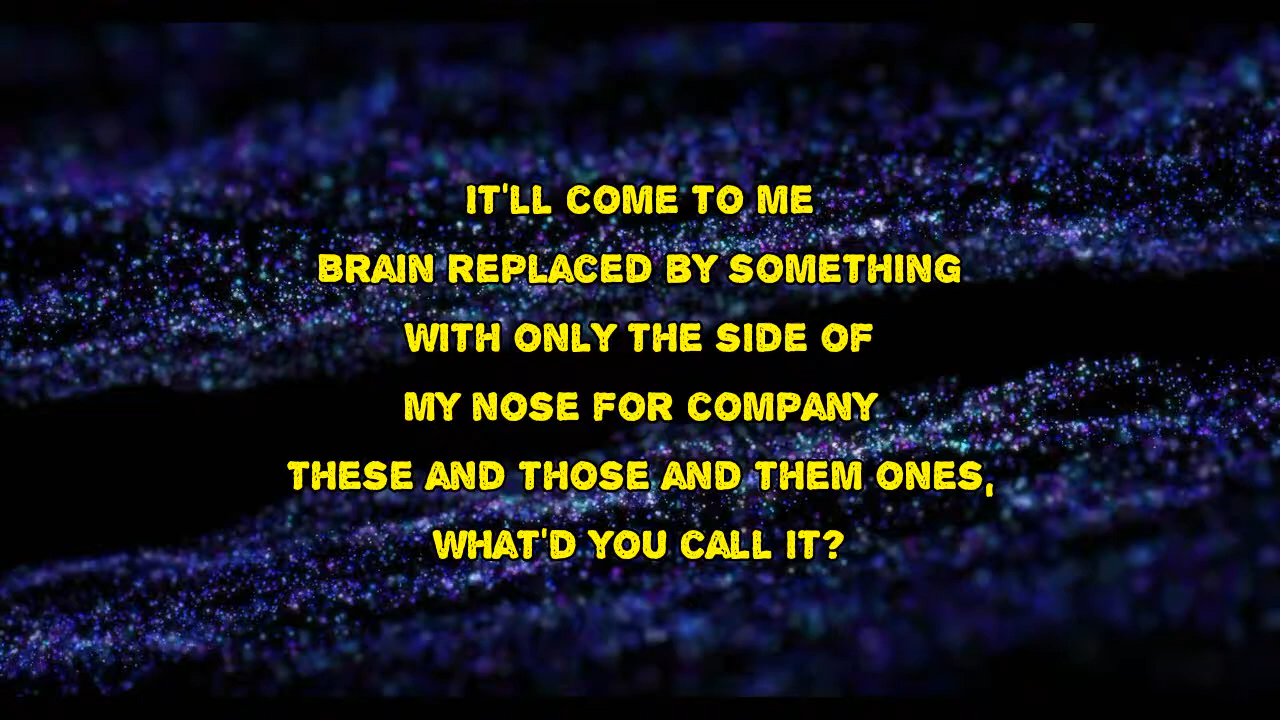 IT'LL COME TO ME
BRAIN REPLACED BY SOMETHING
WITH ONLY THE SIDE OF
MY NOSE FOR COMPANY
THESE AND THOSE AND THEM ONES,
WHAT'D YOU CALL IT?